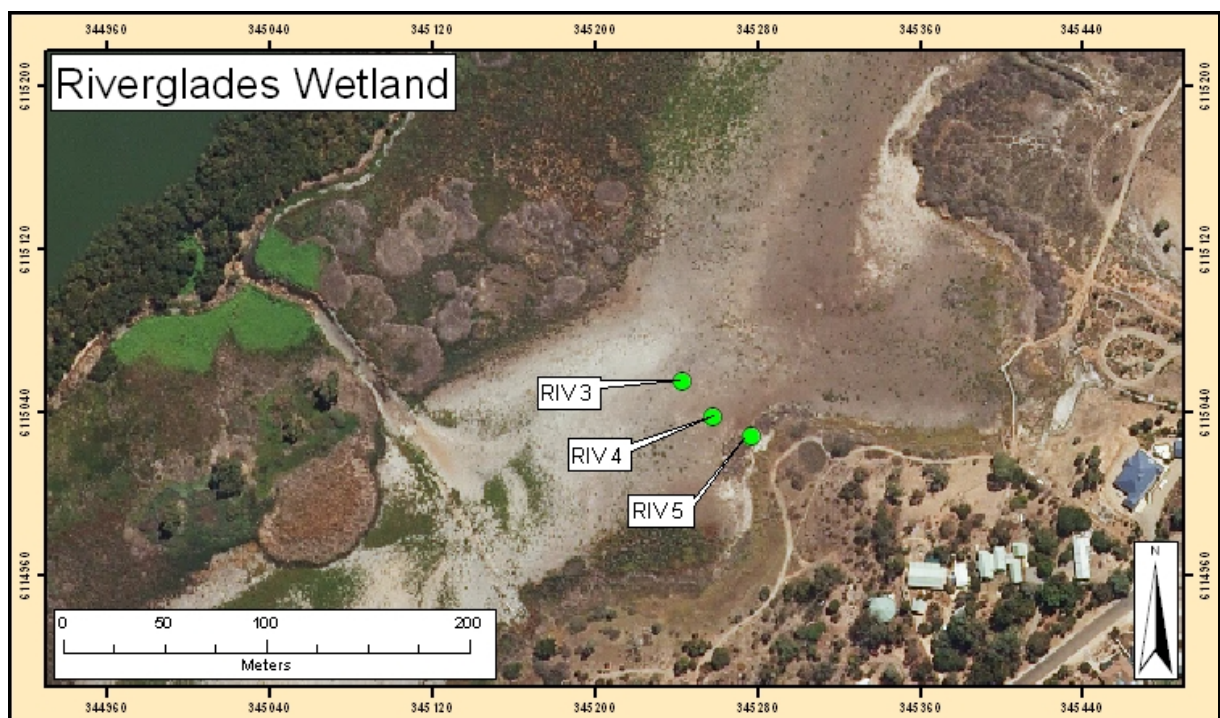 344960 345040 345120 345200 345280 345360 345440
Riverglades Wetland
6115200 6115200
6115120 6115120
RIV3
6115040 6115040
RIV4
RIV5
6114960 6114960
N
0 50 100 200
Meters
344960 345040 345120 345200 345280 345360 345440